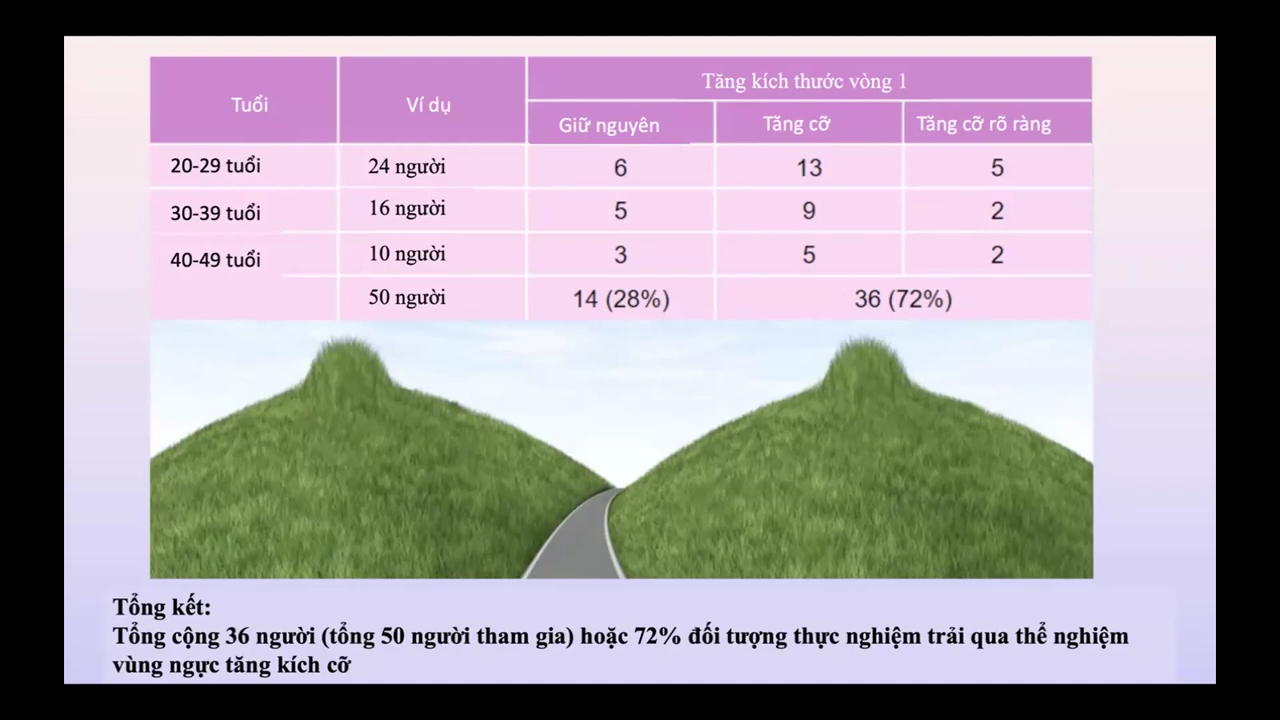 Tuổi Ví dụ Tăng kích thước vòng 1
Giữ nguyên Tăng cỡ Tăng cỡ rõ ràng
20-29 tuổi 24 người 6 13 5
30-39 tuổi 16 người 5 9 2
40-49 tuổi 10 người 3 5 2
50 người 14 (28%) 36 (72%)
Tổng kết:
Tổng cộng 36 người (tổng 50 người tham gia) hoặc 72% đối tượng thực nghiệm trải qua thể nghiệm
vùng ngực tăng kích cỡ